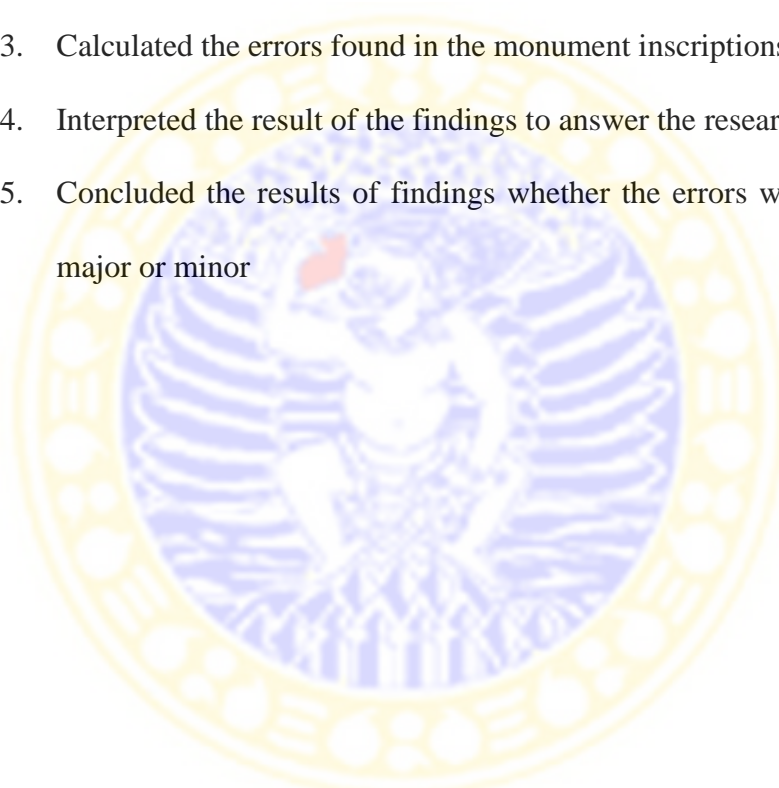 3. Calculated the errors found in the monument inscriptions
4. Interpreted the result of the findings to answer the
5. Concluded the results of findings whether the errors
major or minor